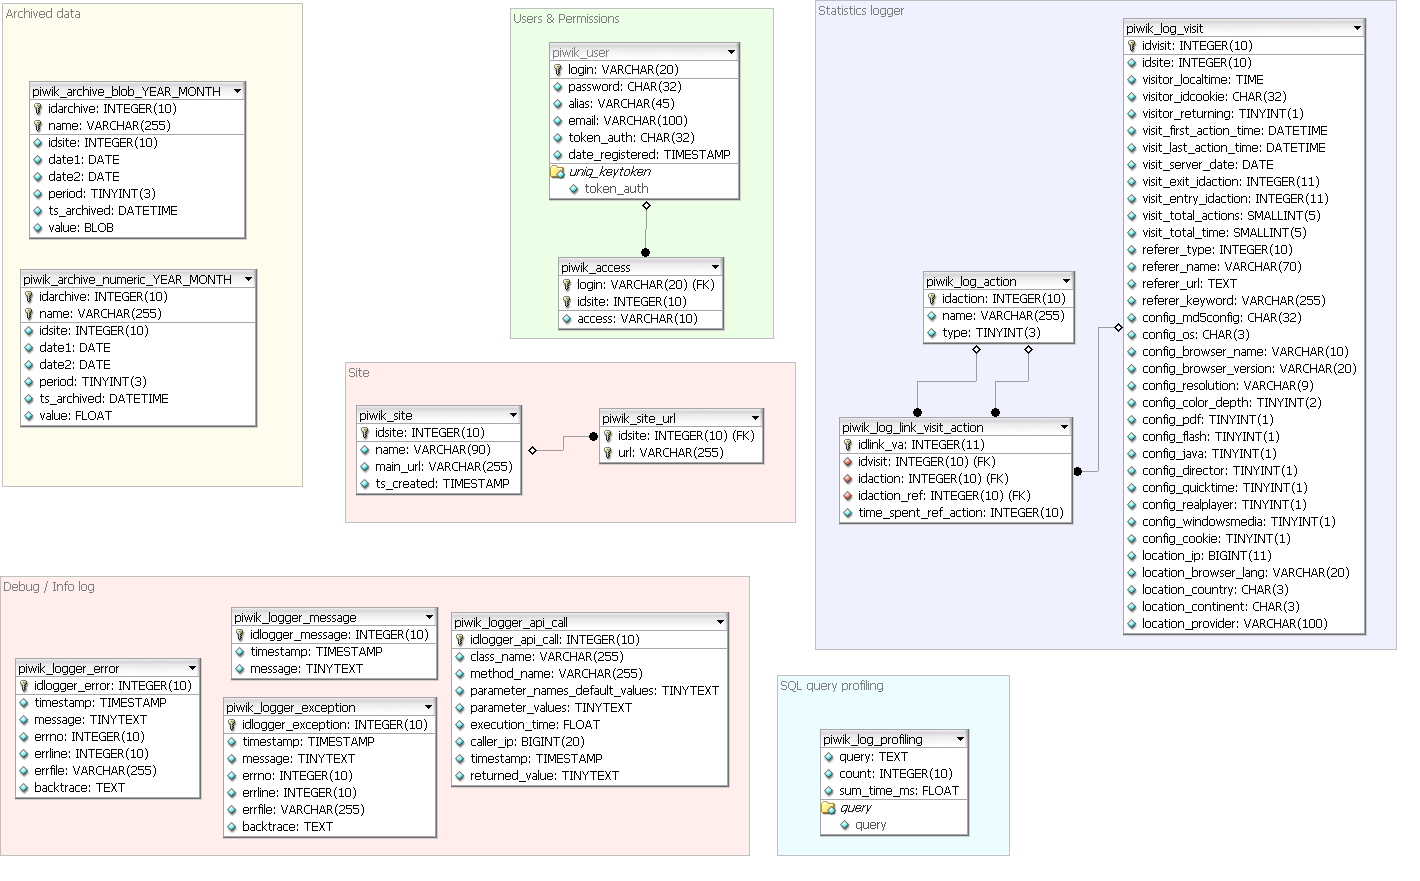 Archived data
piwik_archive_blob_YEAR_MONTH
idarchive: INTEGER(10)
name: VARCHAR(255)
idsite: INTEGER(10)
date1: DATE
date2: DATE
period: TINYINT(3)
ts_archived: DATETIME
value: BLOB
piwik_archive_numeric_YEAR_MONTH
idarchive: INTEGER(10)
name: VARCHAR(255)
idsite: INTEGER(10)
date1: DATE
date2: DATE
period: TINYINT(3)
ts_archived: DATETIME
value: FLOAT
Users & Permissions
piwik_user
login: VARCHAR(20)
password: CHAR(32)
alias: VARCHAR(45)
email: VARCHAR(100)
token_auth: CHAR(32)
date_registered: TIMESTAMP
uniq_keytoken
token_auth
piwik_access
login: VARCHAR(20) (FK)
idsite: INTEGER(10)
access: VARCHAR(10)
Site
piwik_site
idsite: INTEGER(10)
name: VARCHAR(90)
main_url: VARCHAR(255)
ts_created: TIMESTAMP
piwik_site_url
idsite: INTEGER(10) (FK)
url: VARCHAR(255)
Statistics logger
piwik_log_action
idaction: INTEGER(10)
name: VARCHAR(255)
type: TINYINT(3)
piwik_log_link_visit_action
idlink_va: INTEGER(11)
idvisit: INTEGER(10) (FK)
idaction: INTEGER(10) (FK)
idaction_ref: INTEGER(10) (FK)
time_spent_ref_action: INTEGER(10)
piwik_log_visit
idvisit: INTEGER(10)
idsite: INTEGER(10)
visitor_localtime: TIME
visitor_idcookie: CHAR(32)
visitor_returning: TINYINT(1)
visit_first_action_time: DATETIME
visit_last_action_time: DATETIME
visit_server_date: DATE
visit_exit_idaction: INTEGER(11)
visit_entry_idaction: INTEGER(11)
visit_total_actions: SMALLINT(5)
visit_total_time: SMALLINT(5)
referer_type: INTEGER(10)
referer_name: VARCHAR(70)
referer_url: TEXT
referer_keyword: VARCHAR(255)
config_md5config: CHAR(32)
config_os: CHAR(3)
config_browser_name: VARCHAR(10)
config_browser_version: VARCHAR(20)
config_resolution: VARCHAR(9)
config_color_depth: TINYINT(2)
config_pdf: TINYINT(1)
config_flash: TINYINT(1)
config_java: TINYINT(1)
config_director: TINYINT(1)
config_quicktime: TINYINT(1)
config_realplayer: TINYINT(1)
config_windowsmedia: TINYINT(1)
config_cookie: TINYINT(1)
location_ip: BIGINT(11)
location_browser_lang: VARCHAR(20)
location_country: CHAR(3)
location_continent: CHAR(3)
location_provider: VARCHAR(100)
Debug / Info log
piwik_logger_error
idlogger_error: INTEGER(10)
timestamp: TIMESTAMP
message: TINYTEXT
errno: INTEGER(10)
errline: INTEGER(10)
errfile: VARCHAR(255)
backtrace: TEXT
piwik_logger_message
idlogger_message: INTEGER(10)
timestamp: TIMESTAMP
message: TINYTEXT
piwik_logger_exception
idlogger_exception: INTEGER(10)
timestamp: TIMESTAMP
message: TINYTEXT
errno: INTEGER(10)
errline: INTEGER(10)
errfile: VARCHAR(255)
backtrace: TEXT
piwik_logger_api_call
idlogger_api_call: INTEGER(10)
class_name: VARCHAR(255)
method_name: VARCHAR(255)
parameter_names_default_values: TINYTEXT
parameter_values: TINYTEXT
execution_time: FLOAT
caller_ip: BIGINT(20)
timestamp: TIMESTAMP
returned_value: TINYTEXT
SQL query profiling
piwik_log_profiling
query: TEXT
count: INTEGER(10)
sum_time_ms: FLOAT
query
query